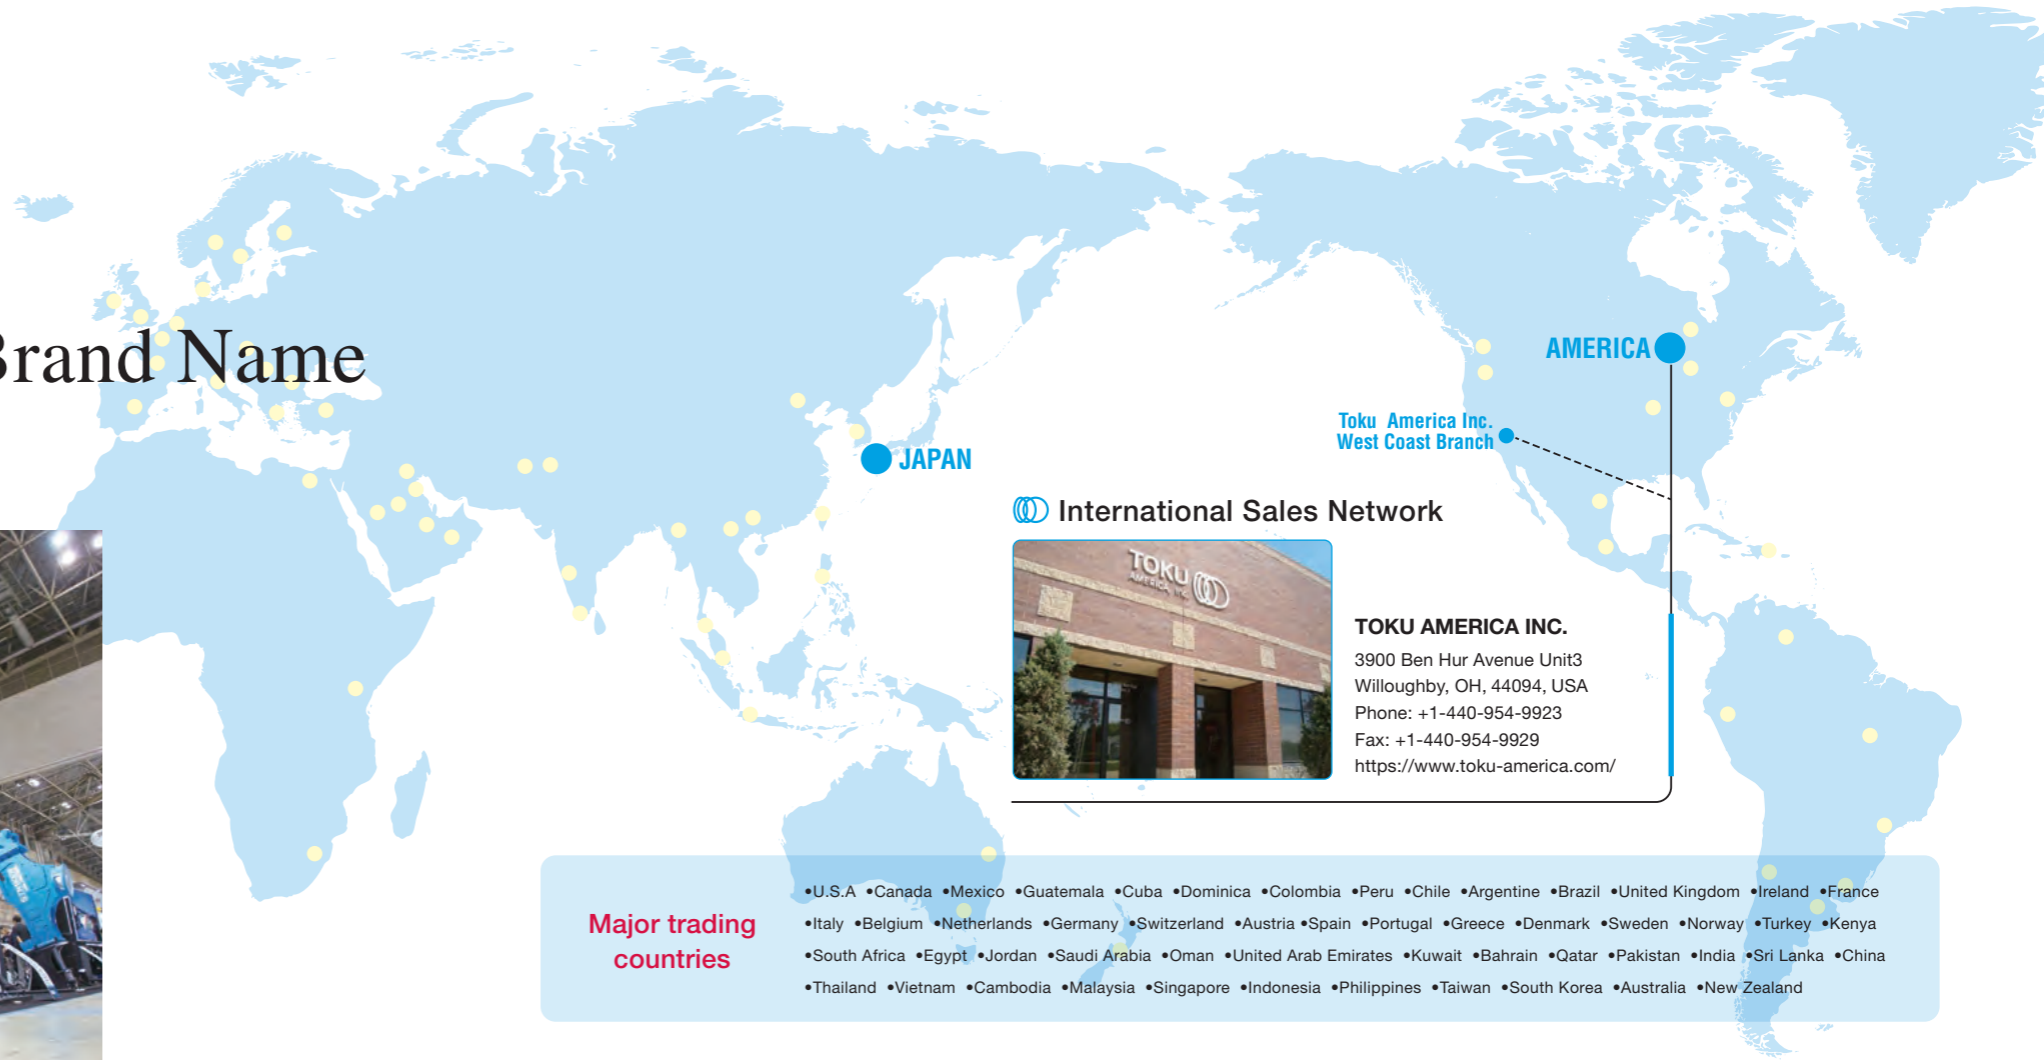 Brand Name
AMERICA
Toku America Inc.
West Coast Branch
JAPAN
International Sales Network
TOKU
AMERICA, INC.
TOKU AMERICA INC.
3900 Ben Hur Avenue Unit3
Willoughby, OH, 44094, USA
Phone: +1-440-954-9923
Fax: +1-440-954-9929
https://www.toku-america.com/
Major trading
countries
•U.S.A •Canada •Mexico •Guatemala •Cuba •Dominica •Colombia •Peru •Chile •Argentine •Brazil •United Kingdom •Ireland •France
•Italy •Belgium •Netherlands •Germany •Switzerland •Austria •Spain •Portugal •Greece •Denmark •Sweden •Norway •Turkey •Kenya
•South Africa •Egypt •Jordan •Saudi Arabia •Oman •United Arab Emirates •Kuwait •Bahrain •Qatar •Pakistan •India •Sri Lanka •China
•Thailand •Vietnam •Cambodia •Malaysia •Singapore •Indonesia •Philippines •Taiwan •South Korea •Australia •New Zealand